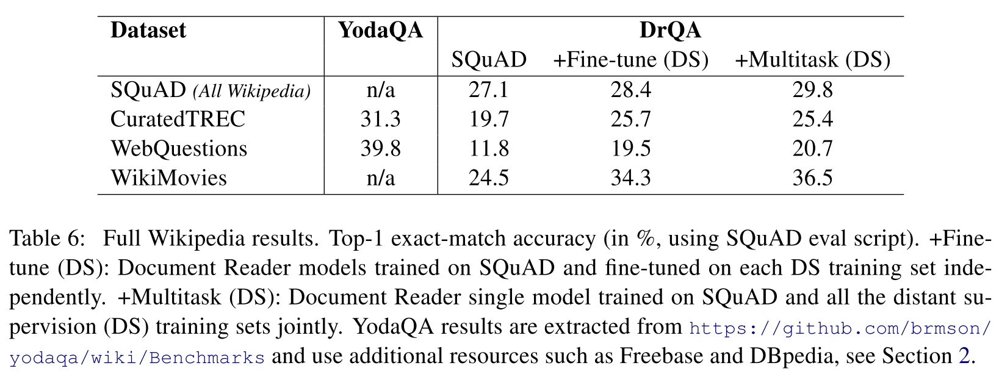 Dataset YodaQA DrQA
SQuAD +Fine-tune (DS) +Multitask (DS)
SQuAD (All Wikipedia) n/a 27.1 28.4 29.8
CuratedTREC 31.3 19.7 25.7 25.4
WebQuestions 39.8 11.8 19.5 20.7
WikiMovies n/a 24.5 34.3 36.5
Table 6: Full Wikipedia results. Top-1 exact-match accuracy (in %, using SQuAD eval script). +Fine-
tune (DS): Document Reader models trained on SQuAD and fine-tuned on each DS training set inde-
pendently. +Multitask (DS): Document Reader single model trained on SQuAD and all the distant su-
pervision (DS) training sets jointly. YodaQA results are extracted from https://github.com/brmson/
yodaqa/wiki/Benchmarks and use additional resources such as Freebase and DBpedia, see Section 2.